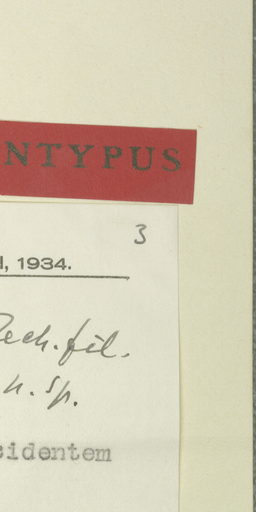 NTYPUS
3
l, 1934.
Rech. fil.
n. sp.
cidentem